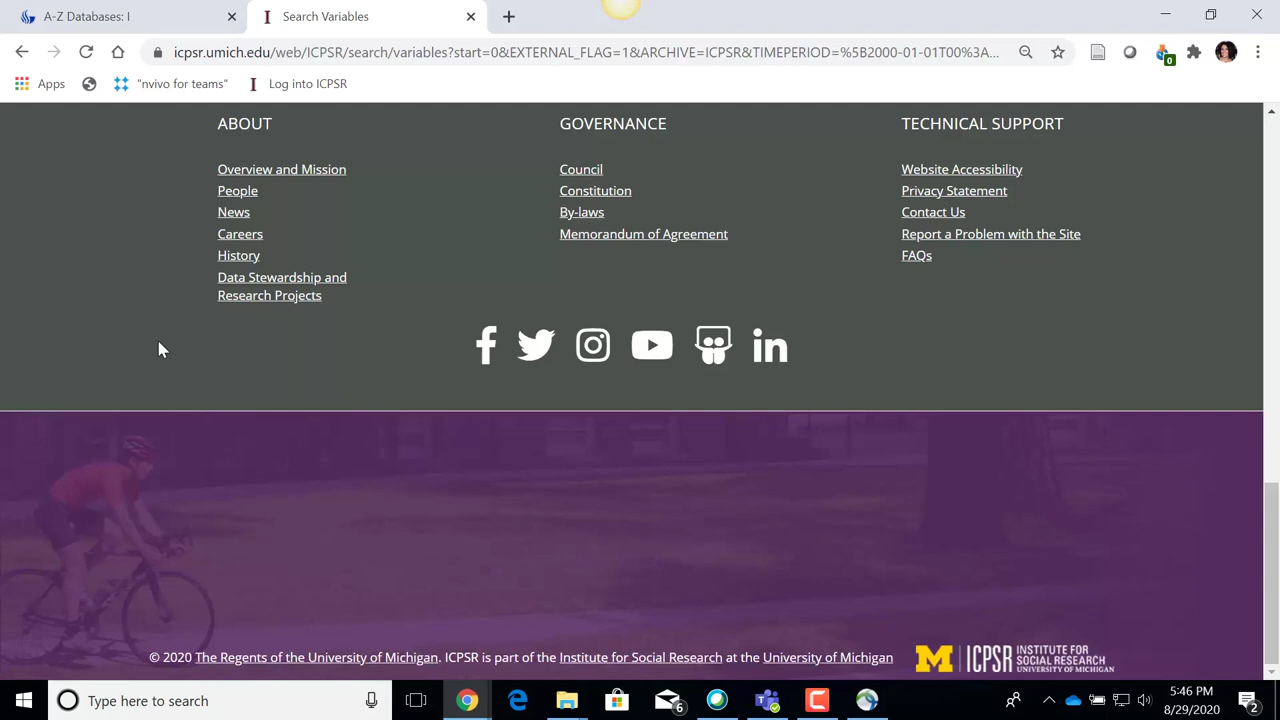 A-Z Databases: I
Search Variables
icpsr.umich.edu/web/ICPSR/search/variables?start=0&EXTERNAL_FLAG=1&ARCHIVE=ICPSR&TIMEPERIOD=%5B2000-01-01T00%3A...
0
Apps
"nvivo for teams"
Log into ICPSR
ABOUT
Overview and Mission
People
News
Careers
History
Data Stewardship and
Research Projects
GOVERNANCE
Council
Constitution
By-laws
Memorandum of Agreement
TECHNICAL SUPPORT
Website Accessibility
Privacy Statement
Contact Us
Report a Problem with the Site
FAQs
© 2020 The Regents of the University of Michigan. ICPSR is part of the Institute for Social Research at the University of Michigan
M ICPSR INSTITUTE FOR
SOCIAL RESEARCH
UNIVERSITY OF MICHIGAN
Type here to search
6
5:46 PM
8/29/2020
2